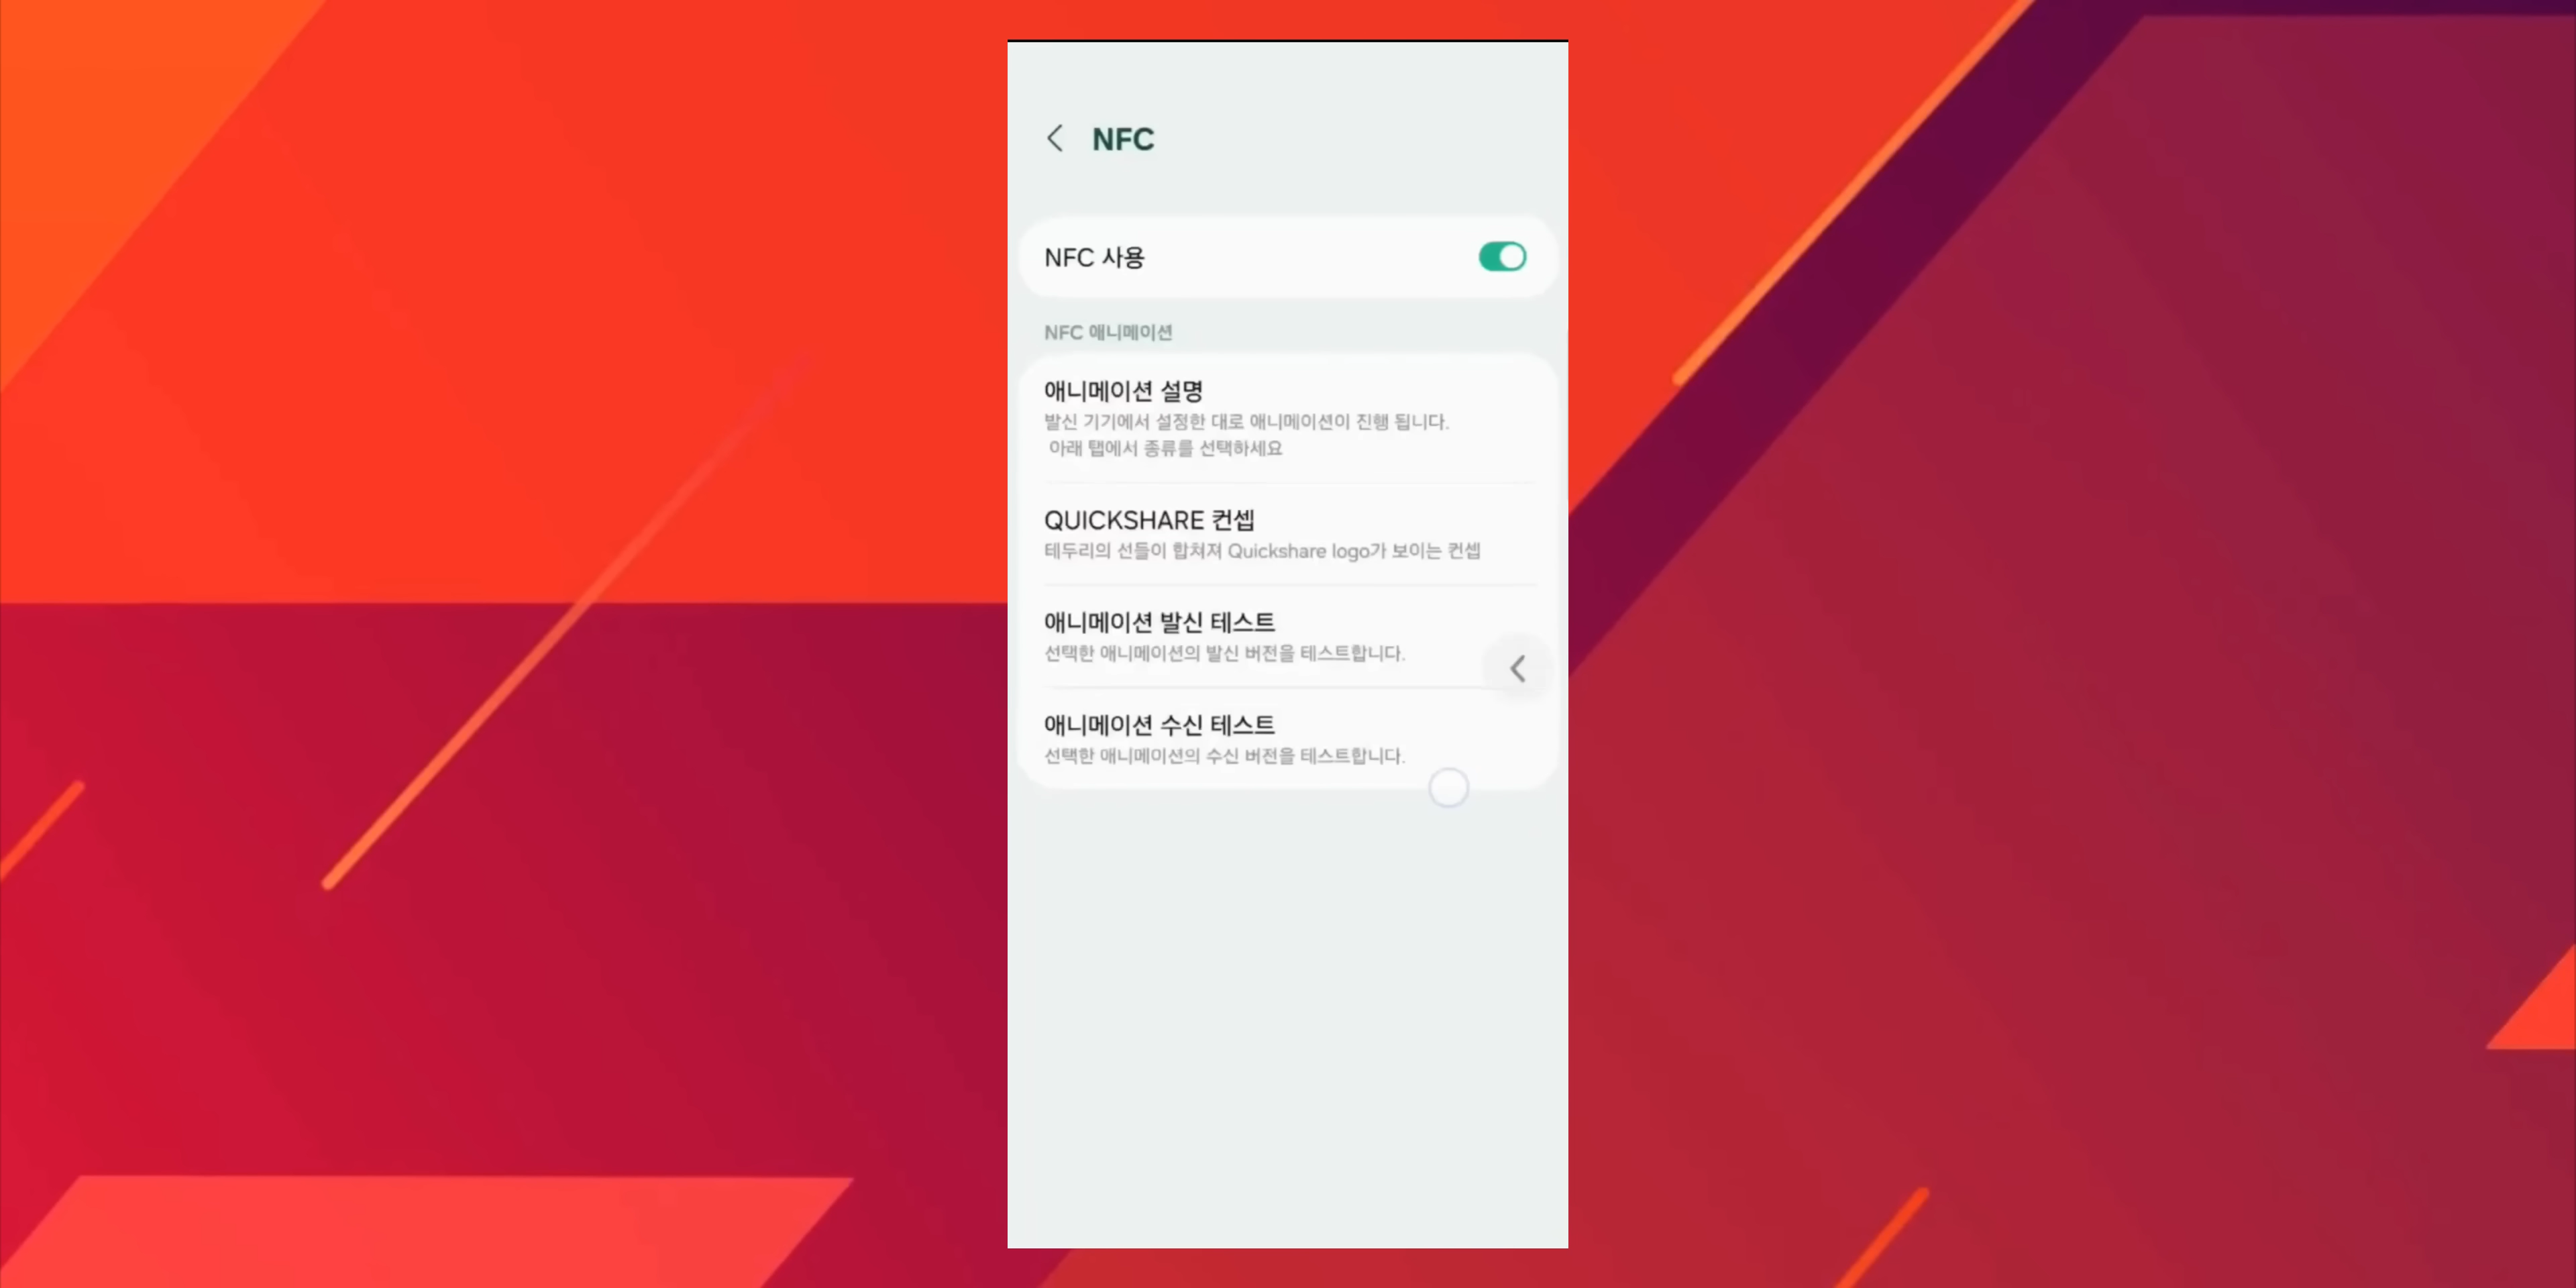 NFC
NFC 사용
NFC 애니메이션
애니메이션 설명
발신 기기에서 설정한 대로 애니메이션이 진행 됩니다.
아래 탭에서 종류를 선택하세요
QUICKSHARE 컨셉
테두리의 선들이 합쳐져 Quickshare logo가 보이는 컨셉
애니메이션 발신 테스트
선택한 애니메이션의 발신 버전을 테스트합니다.
애니메이션 수신 테스트
선택한 애니메이션의 수신 버전을 테스트합니다.